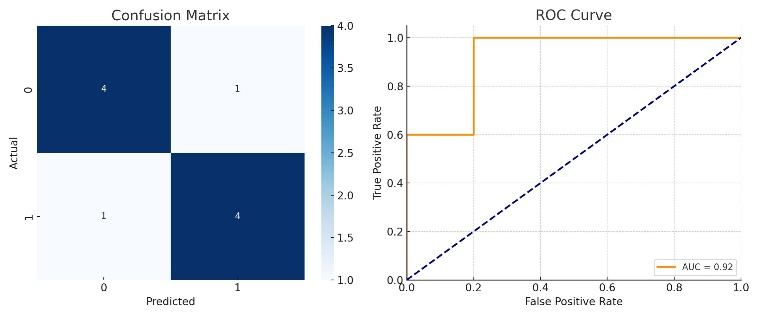 Confusion Matrix
Actual
0
1
4
1
1
4
0
1
Predicted
4.0
3.5
3.0
2.5
2.0
1.5
1.0
ROC Curve
True Positive Rate
1.0
0.8
0.6
0.4
0.2
0.0
0.0 0.2 0.4 0.6 0.8 1.0
False Positive Rate
AUC = 0.92